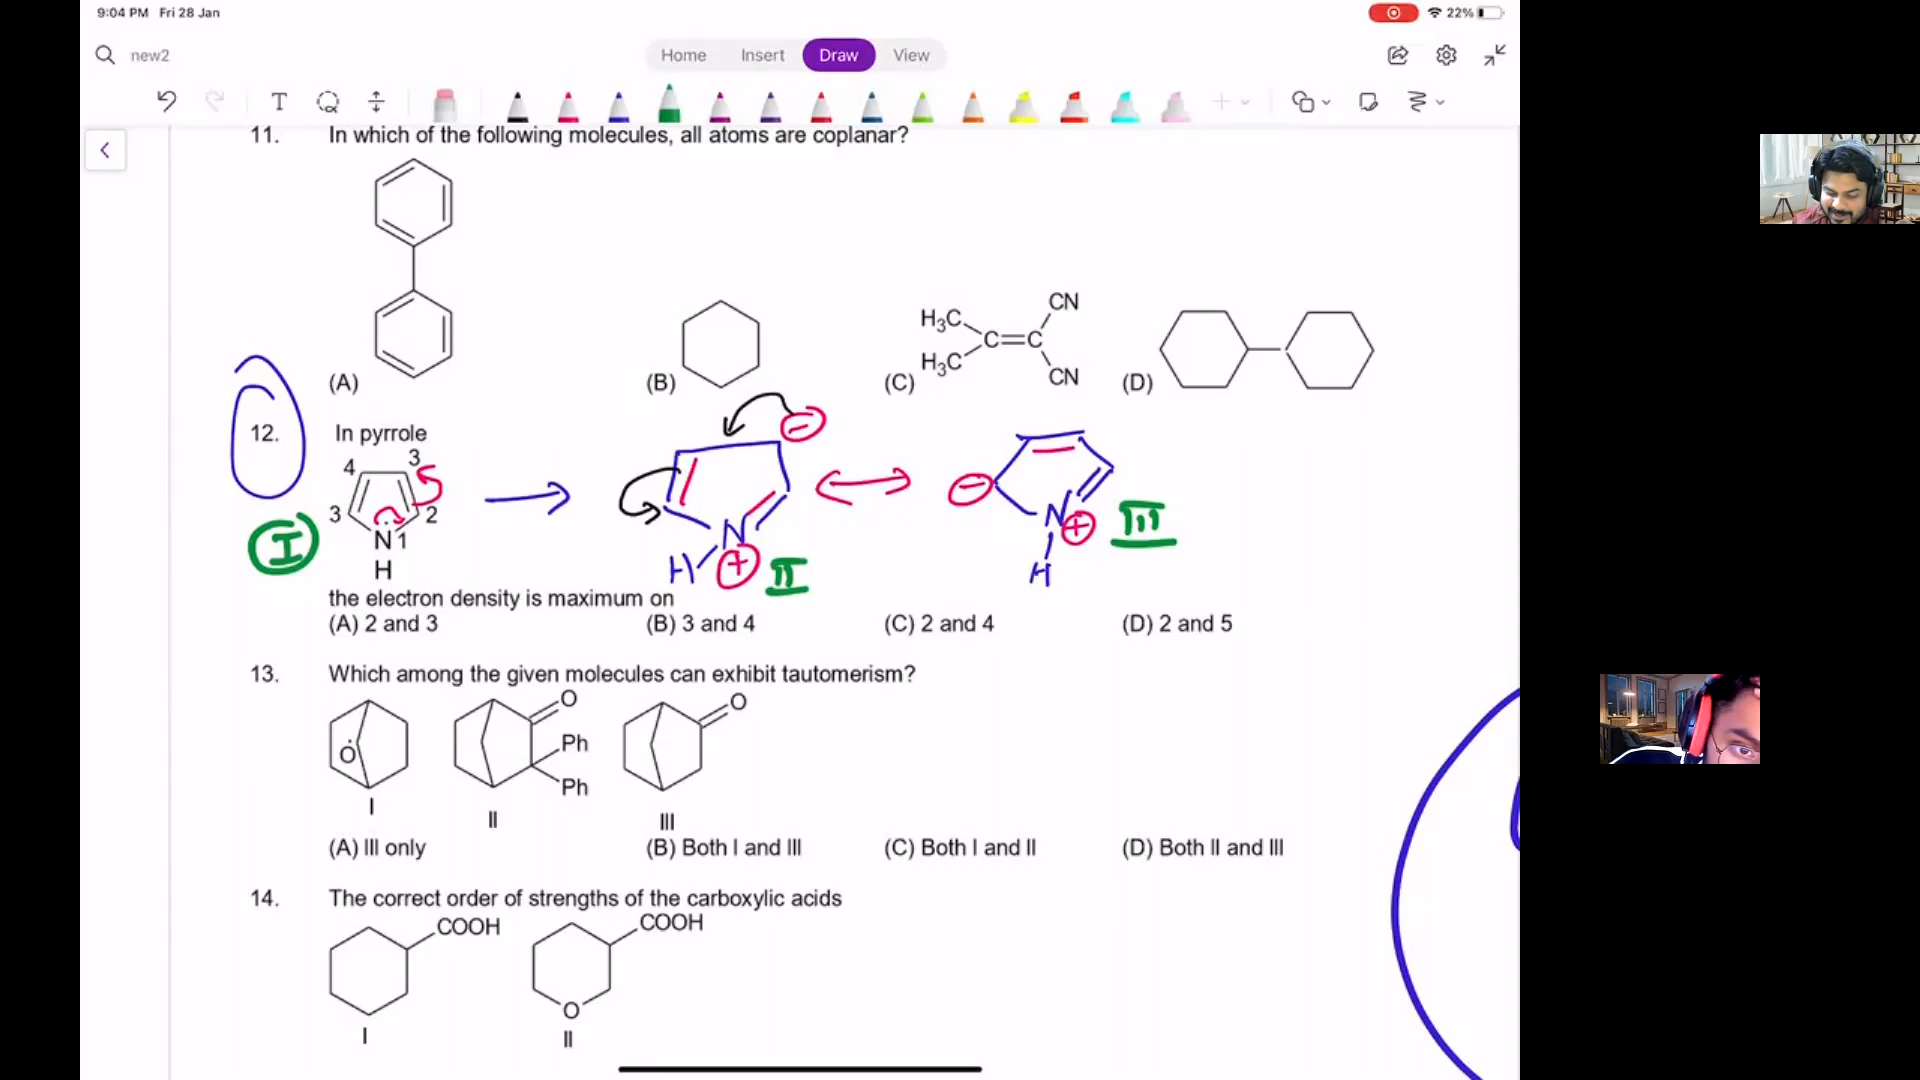 9:04 PM Fri 28 Jan
22%
new2
Home Insert Draw View
T
11. In which of the following molecules, all atoms are coplanar?
(A)
(B)
H₃C CN
C=C
H₃C CN
(C)
(D)
12. In pyrrole
4 3
3 2
N 1
H
I
−
N
H + II
−
N
+ III
H
the electron density is maximum on
(A) 2 and 3 (B) 3 and 4 (C) 2 and 4 (D) 2 and 5
13. Which among the given molecules can exhibit tautomerism?
O
I
O
Ph
Ph
II
O
III
(A) III only (B) Both I and III (C) Both I and II (D) Both II and III
14. The correct order of strengths of the carboxylic acids
COOH
I
COOH
O
II